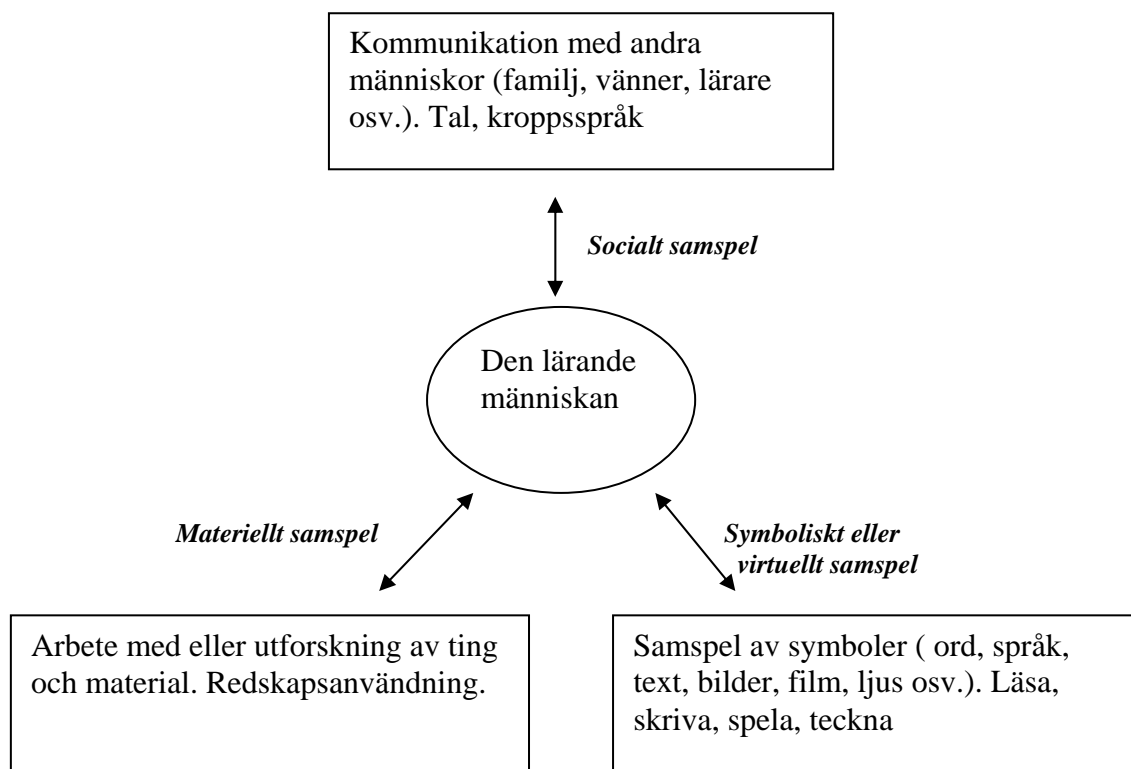 Kommunikation med andra
människor (familj, vänner, lärare
osv.). Tal, kroppsspråk
Socialt samspel
Den lärande
människan
Materiellt samspel
Symboliskt eller
virtuellt samspel
Arbete med eller utforskning av ting
och material. Redskapsanvändning.
Samspel av symboler ( ord, språk,
text, bilder, film, ljus osv.). Läsa,
skriva, spela, teckna